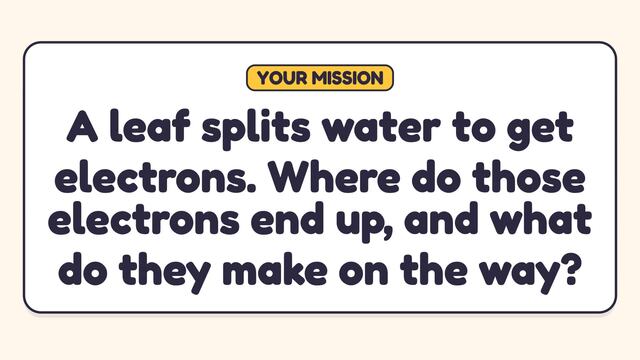 YOUR MISSION
A leaf splits water to get
electrons. Where do those
electrons end up, and what
do they make on the way?